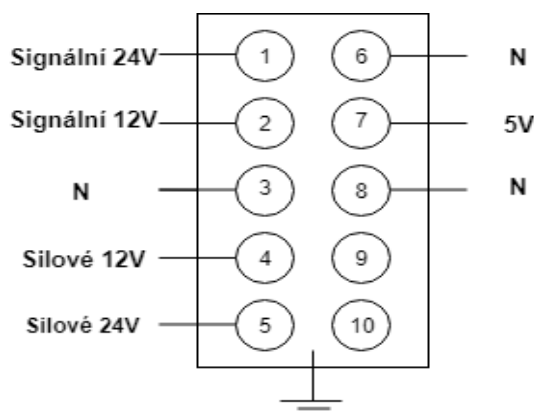 Signální 24V
1
6
N
Signální 12V
2
7
5V
N
3
8
N
Silové 12V
4
9
Silové 24V
5
10